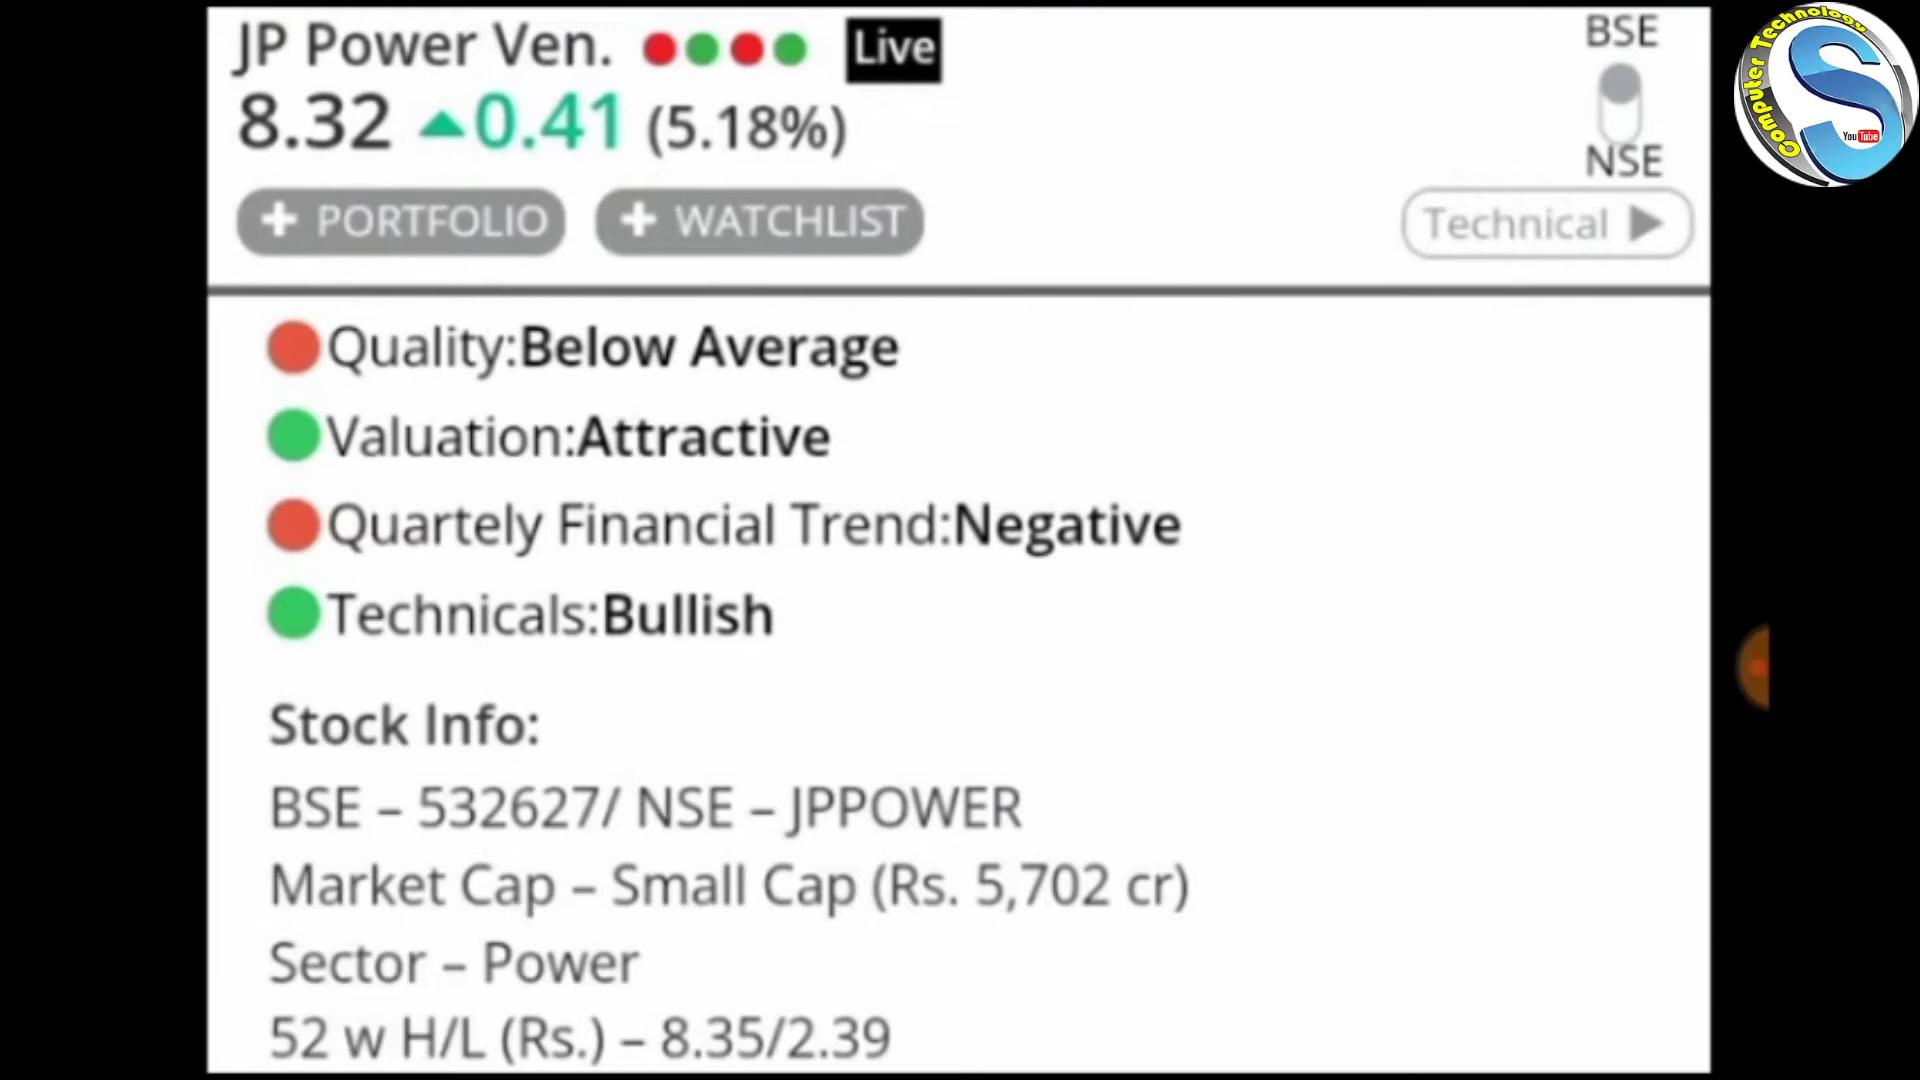 JP Power Ven. Live
8.32 ▲0.41 (5.18%)
BSE
NSE
+ PORTFOLIO + WATCHLIST
Technical ▶
Quality:Below Average
Valuation:Attractive
Quartely Financial Trend:Negative
Technicals:Bullish
Stock Info:
BSE – 532627/ NSE – JPPOWER
Market Cap – Small Cap (Rs. 5,702 cr)
Sector – Power
52 w H/L (Rs.) – 8.35/2.39
Computer Technology
S
YouTube